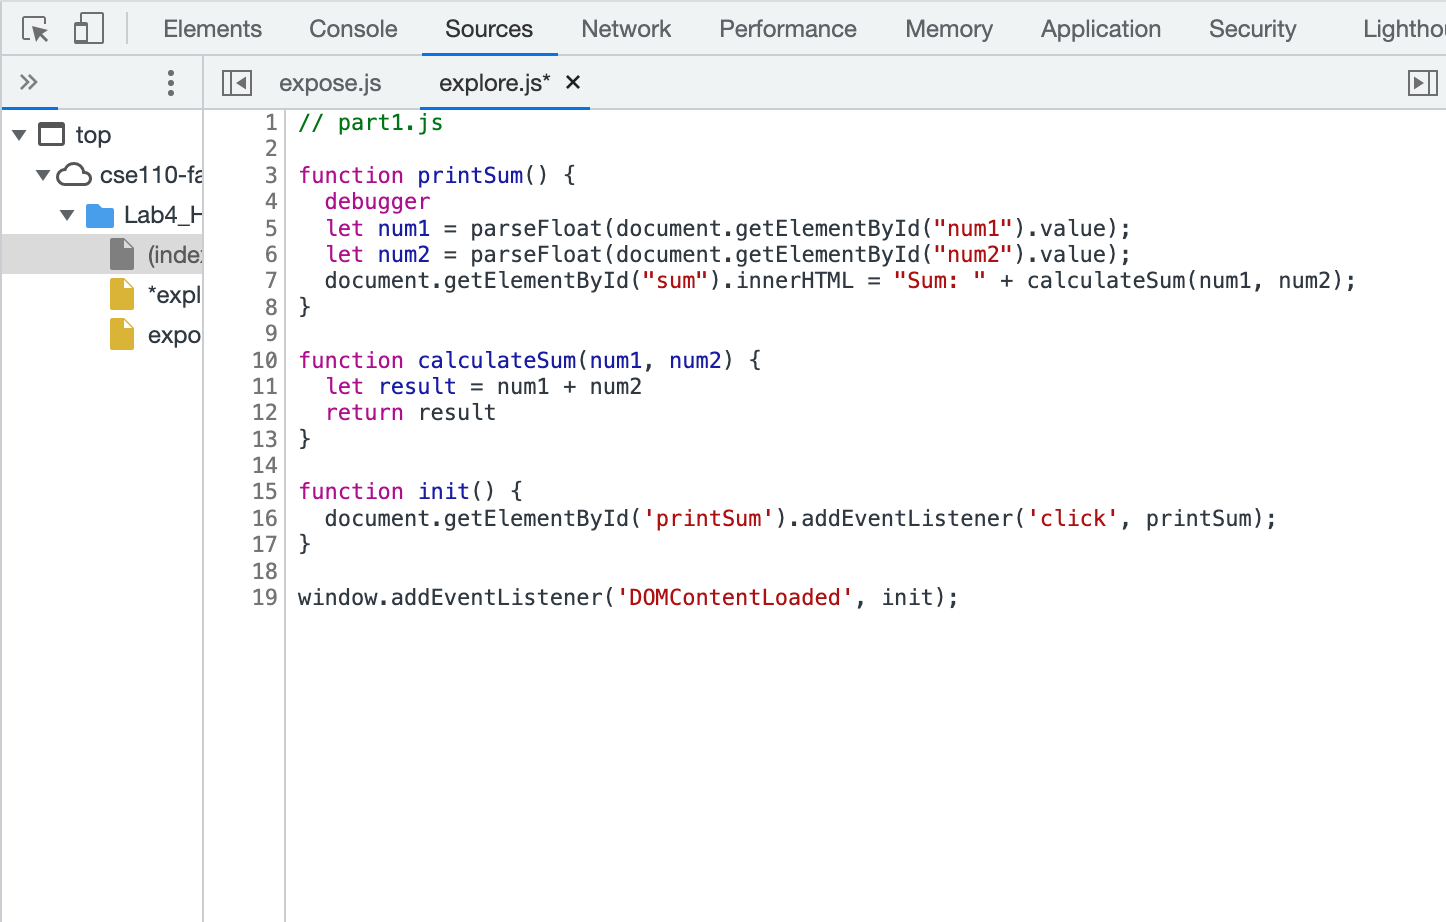 Elements Console Sources Network Performance Memory Application Security Lightho
expose.js explore.js* ×
top
cse110-fa
Lab4_H
(inde
*expl
expo
1 // part1.js
2
3 function printSum() {
4   debugger
5   let num1 = parseFloat(document.getElementById("num1").value);
6   let num2 = parseFloat(document.getElementById("num2").value);
7   document.getElementById("sum").innerHTML = "Sum: " + calculateSum(num1, num2);
8 }
9
10 function calculateSum(num1, num2) {
11   let result = num1 + num2
12   return result
13 }
14
15 function init() {
16   document.getElementById('printSum').addEventListener('click', printSum);
17 }
18
19 window.addEventListener('DOMContentLoaded', init);